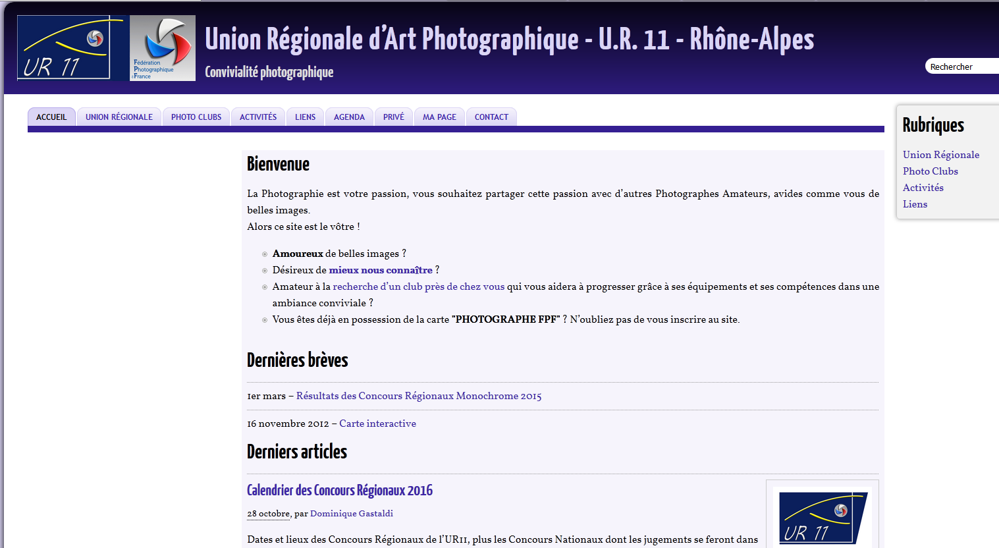 UR 11
Fédération
Photographique
de France
Union Régionale d’Art Photographique - U.R. 11 - Rhône-Alpes
Convivialité photographique
Rechercher
ACCUEIL
UNION RÉGIONALE
PHOTO CLUBS
ACTIVITÉS
LIENS
AGENDA
PRIVÉ
MA PAGE
CONTACT
Rubriques
Union Régionale
Photo Clubs
Activités
Liens
Bienvenue
La Photographie est votre passion, vous souhaitez partager cette passion avec d’autres Photographes Amateurs, avides comme vous de
belles images.
Alors ce site est le vôtre !
Amoureux de belles images ?
Désireux de mieux nous connaître ?
Amateur à la recherche d’un club près de chez vous qui vous aidera à progresser grâce à ses équipements et ses compétences dans une
ambiance conviviale ?
Vous êtes déjà en possession de la carte "PHOTOGRAPHE FPF" ? N’oubliez pas de vous inscrire au site.
Dernières brèves
1er mars – Résultats des Concours Régionaux Monochrome 2015
16 novembre 2012 – Carte interactive
Derniers articles
Calendrier des Concours Régionaux 2016
28 octobre, par Dominique Gastaldi
Dates et lieux des Concours Régionaux de l’UR11, plus les Concours Nationaux dont les jugements se feront dans
UR 11